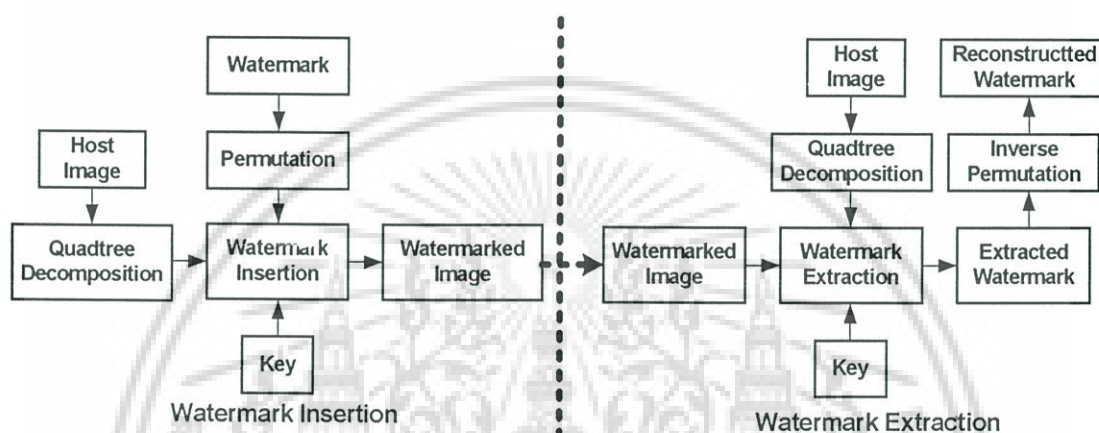 Watermark
Permutation
Host
Image
Quadtree
Decomposition
Watermark
Insertion
Watermarked
Image
Key
Watermark Insertion
Host
Image
Reconstructted
Watermark
Quadtree
Decomposition
Inverse
Permutation
Watermarked
Image
Watermark
Extraction
Extracted
Watermark
Key
Watermark Extraction